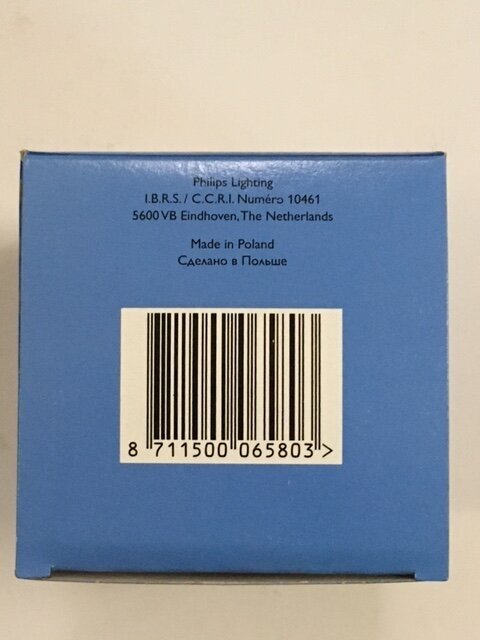 Philips Lighting
I.B.R.S. / C.C.R.I. Numéro 10461
5600 VB Eindhoven, The Netherlands
Made in Poland
Сделано в Польше
8 711500 065803 >